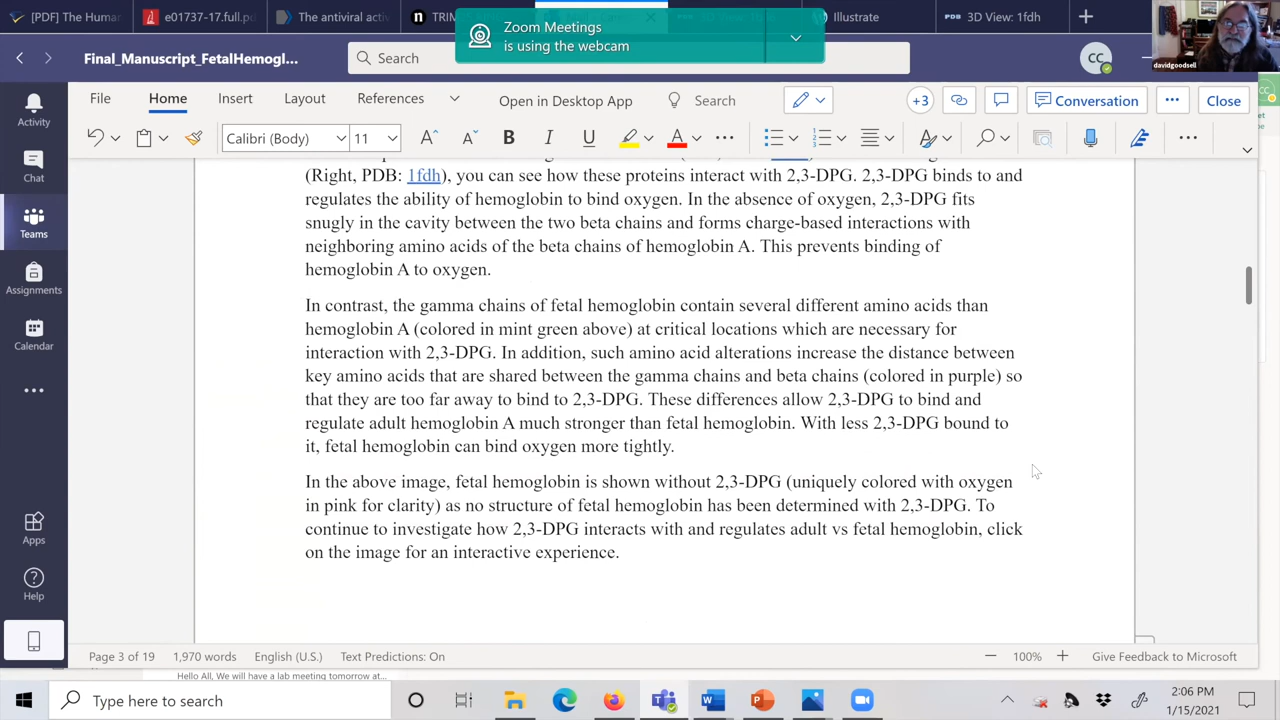 [PDF] The Human
e01737-17.full.p
The antiviral acti
TRIM
3D View: 1fdh
Illustrate
3D View: 1fdh
Zoom Meetings
is using the webcam
davidgoodsell
Final_Manuscript_FetalHemogl...
Search
CC
File
Home
Insert
Layout
References
Open in Desktop App
Search
+3
Conversation
Close
Calibri (Body)
11
(Right, PDB: 1fdh), you can see how these proteins interact with 2,3-DPG. 2,3-DPG binds to and
regulates the ability of hemoglobin to bind oxygen. In the absence of oxygen, 2,3-DPG fits
snugly in the cavity between the two beta chains and forms charge-based interactions with
neighboring amino acids of the beta chains of hemoglobin A. This prevents binding of
hemoglobin A to oxygen.
In contrast, the gamma chains of fetal hemoglobin contain several different amino acids than
hemoglobin A (colored in mint green above) at critical locations which are necessary for
interaction with 2,3-DPG. In addition, such amino acid alterations increase the distance between
key amino acids that are shared between the gamma chains and beta chains (colored in purple) so
that they are too far away to bind to 2,3-DPG. These differences allow 2,3-DPG to bind and
regulate adult hemoglobin A much stronger than fetal hemoglobin. With less 2,3-DPG bound to
it, fetal hemoglobin can bind oxygen more tightly.
In the above image, fetal hemoglobin is shown without 2,3-DPG (uniquely colored with oxygen
in pink for clarity) as no structure of fetal hemoglobin has been determined with 2,3-DPG. To
continue to investigate how 2,3-DPG interacts with and regulates adult vs fetal hemoglobin, click
on the image for an interactive experience.
Activity
Chat
Teams
Assignments
Calendar
Apps
Help
Page 3 of 19
1,970 words
English (U.S.)
Text Predictions: On
100%
Give Feedback to Microsoft
Hello All, We will have a lab meeting tomorrow at...
Type here to search
2:06 PM
1/15/2021